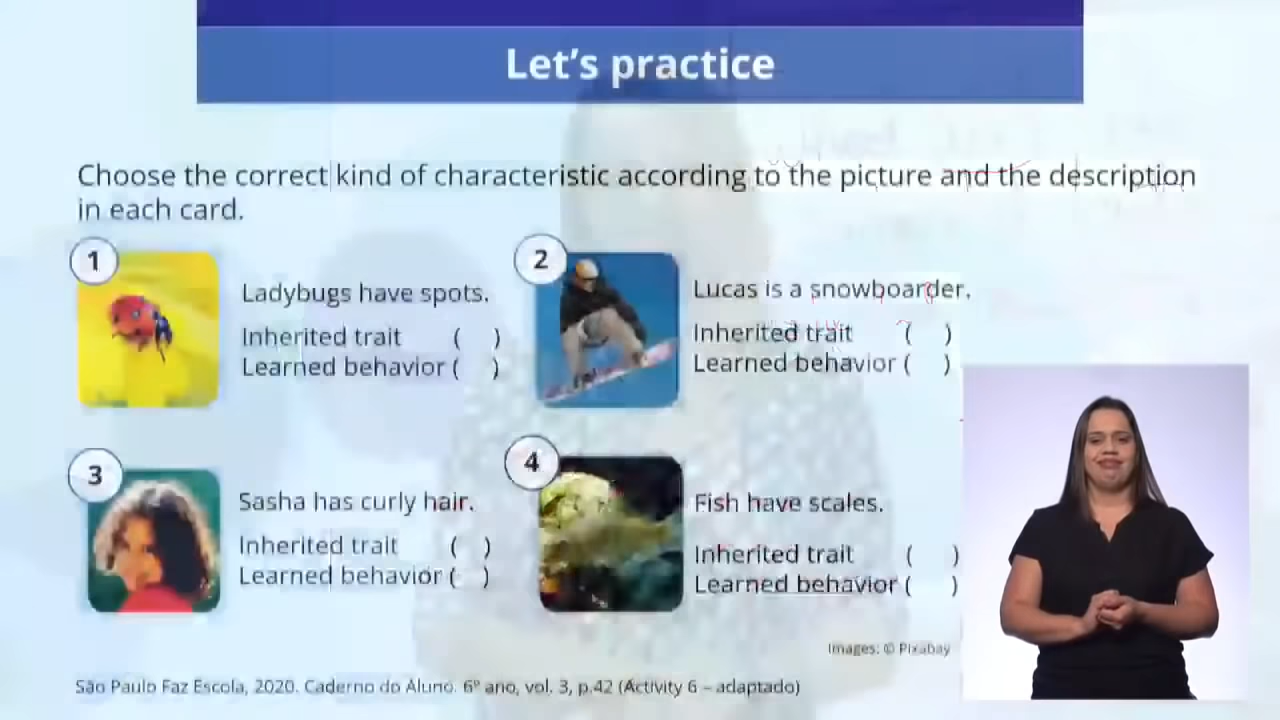 Let's practice
Choose the correct kind of characteristic according to the picture and the description
in each card.
1
Ladybugs have spots.
Inherited trait ( )
Learned behavior ( )
2
Lucas is a snowboarder.
Inherited trait ( )
Learned behavior ( )
3
Sasha has curly hair.
Inherited trait ( )
Learned behavior ( )
4
Fish have scales.
Inherited trait ( )
Learned behavior ( )
Images: © Pixabay
São Paulo Faz Escola, 2020. Caderno do Aluno. 6º ano, vol. 3, p.42 (Activity 6 – adaptado)